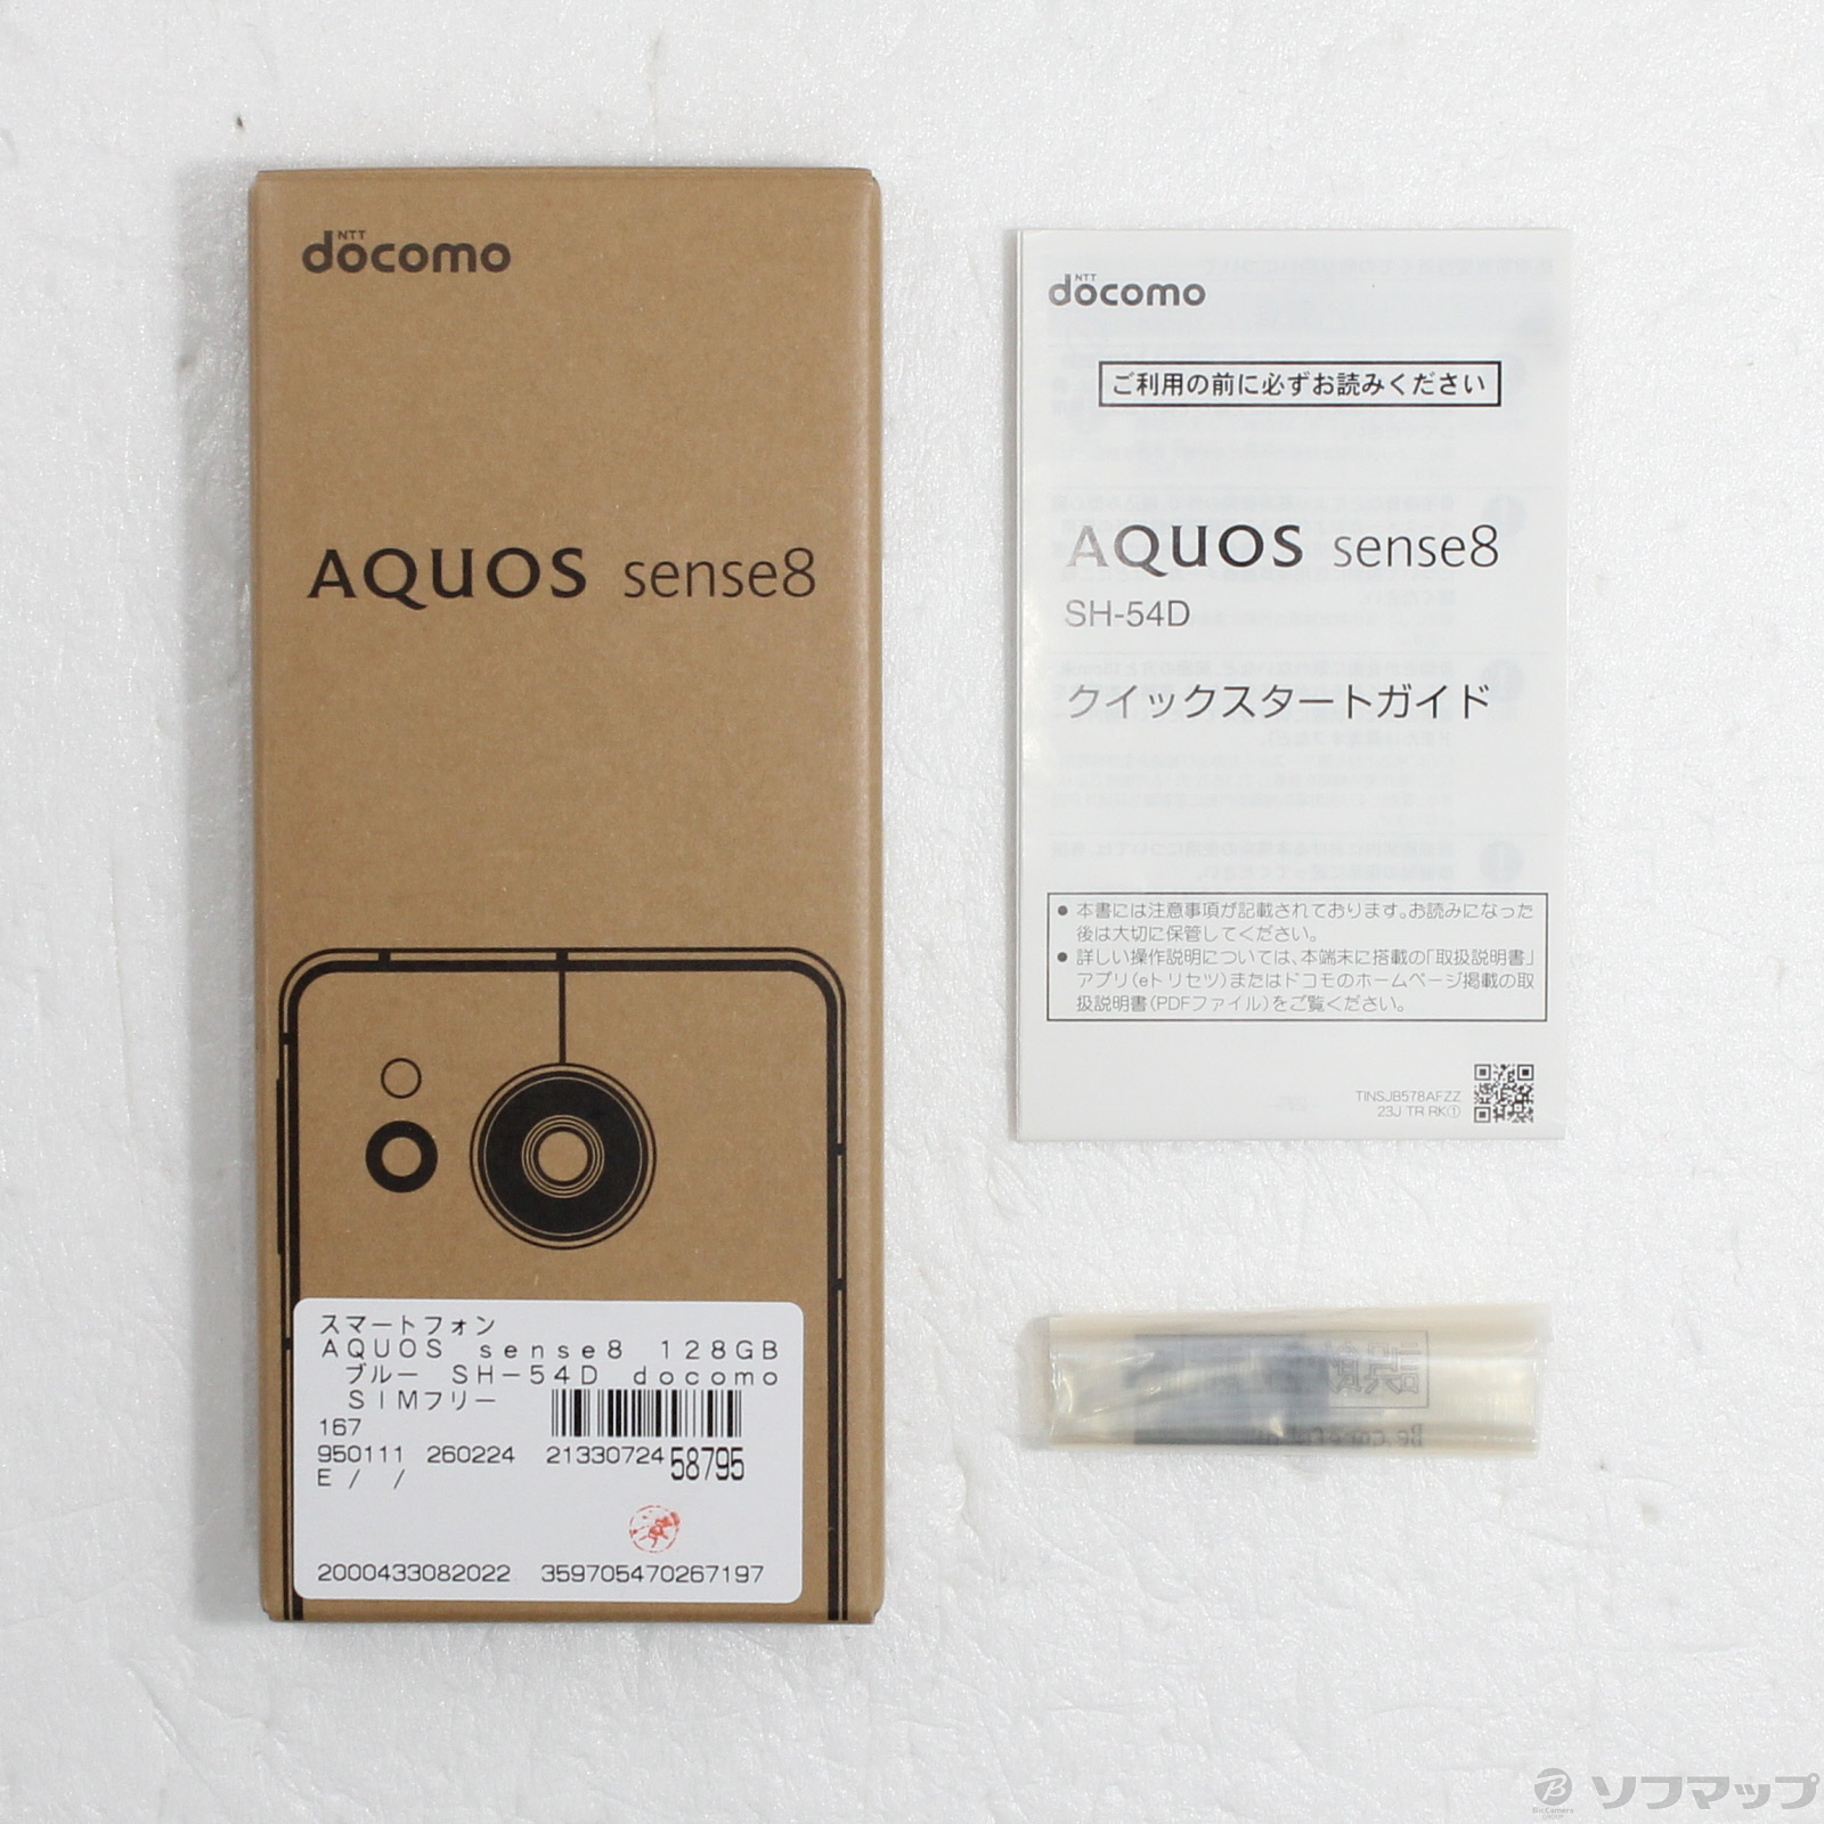 NTT
docomo
AQUOS sense8
スマートフォン
AQUOS sense8 128GB
ブルー SH-54D docomo
SIMフリー
167
950111 260224 21330724 58795
E / /
2000433082022 359705470267197
NTT
docomo
ご利用の前に必ずお読みください
AQUOS sense8
SH-54D
クイックスタートガイド
● 本書には注意事項が記載されております。お読みになった
後は大切に保管してください。
● 詳しい操作説明については、本端末に搭載の「取扱説明書」
アプリ(eトリセツ)またはドコモのホームページ掲載の取
扱説明書(PDFファイル)をご覧ください。
TINSJB578AFZZ
23J TR RK①
B
BicCamera
GROUP
ソフマップ